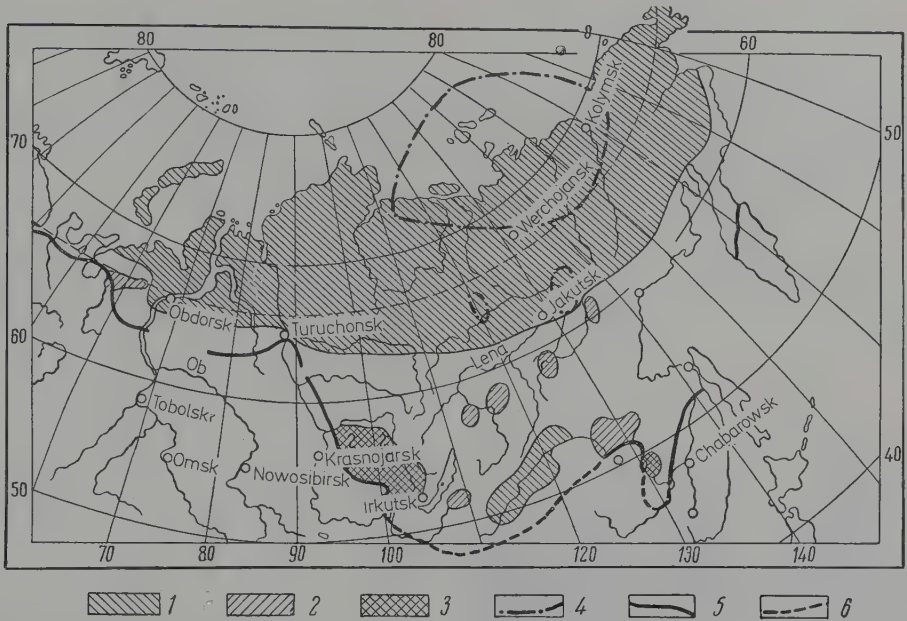 80 80 60
70
50
Kolymsk
Werchojansk
Obdorsk Turuchonsk Jakutsk
60 Ob Lena
Tobolsk
Omsk Nowosibirsk Krasnojarsk Chabarowsk 40
50 Irkutsk
70 80 90 100 120 130 140
1 2 3 4 5 6